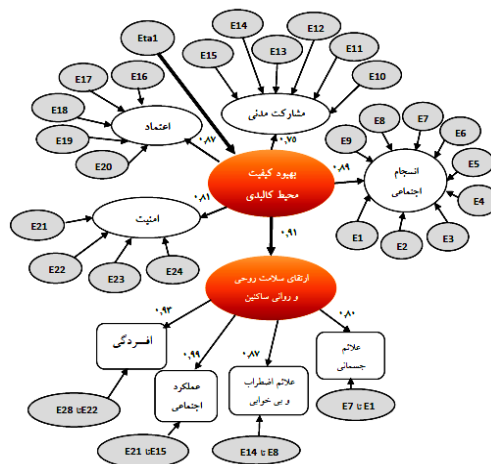 Eta1
E14
E12
E13
E15
E11
E10
E17
E16
E18
E19
E20
اعتماد
مشارکت مدنی
E9
E8
E7
E6
E5
E4
E3
E2
E1
انسجام
اجتماعی
۰,۸۷
۰,۷۵
۰,۸۹
بهبود کیفیت
محیط کالبدی
۰,۸۱
امنیت
E21
E22
E23
E24
۰,۹۱
ارتقای سلامت روحی
و روانی ساکنین
۰,۹۳
۰,۹۹
۰,۸۷
۰,۸۰
افسردگی
عملکرد
اجتماعی
علائم اضطراب
و بی خوابی
علائم
جسمانی
E28 تا E22
E21 تا E15
E14 تا E8
E7 تا E1